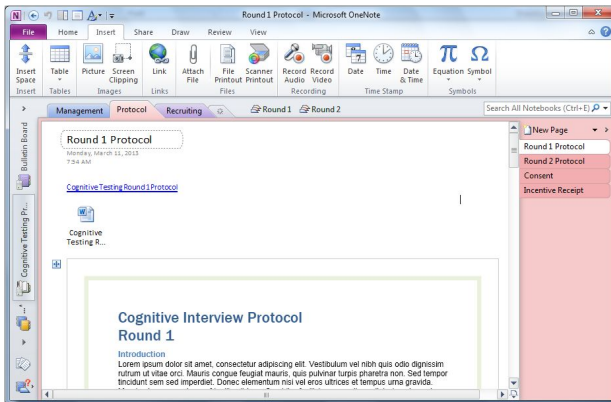 Round 1 Protocol - Microsoft OneNote
File Home Insert Share Draw Review View
Insert Space
Table
Picture
Screen Clipping
Link
Attach File
File Printout
Scanner Printout
Record Audio
Record Video
Date
Time
Date & Time
Equation
Symbol
Insert Tables Images Links Files Recording Time Stamp Symbols
Management Protocol Recruiting Round 1 Round 2
Search All Notebooks (Ctrl+E)
Bulletin Board
Cognitive Testing Pr...
New Page
Round 1 Protocol
Round 2 Protocol
Consent
Incentive Receipt
Round 1 Protocol
Monday, March 11, 2013
7:54 AM
Cognitive Testing Round 1 Protocol
Cognitive
Testing R...
Cognitive Interview Protocol
Round 1
Introduction
Lorem ipsum dolor sit amet, consectetur adipiscing elit. Vestibulum vel nibh quis odio dignissim
rutrum ut vitae orci. Mauris congue feugiat mauris, quis pulvinar turpis pharetra non. Sed tempor
tincidunt sem sed imperdiet. Donec elementum nisi vel eros ultrices et tempus urna gravida.